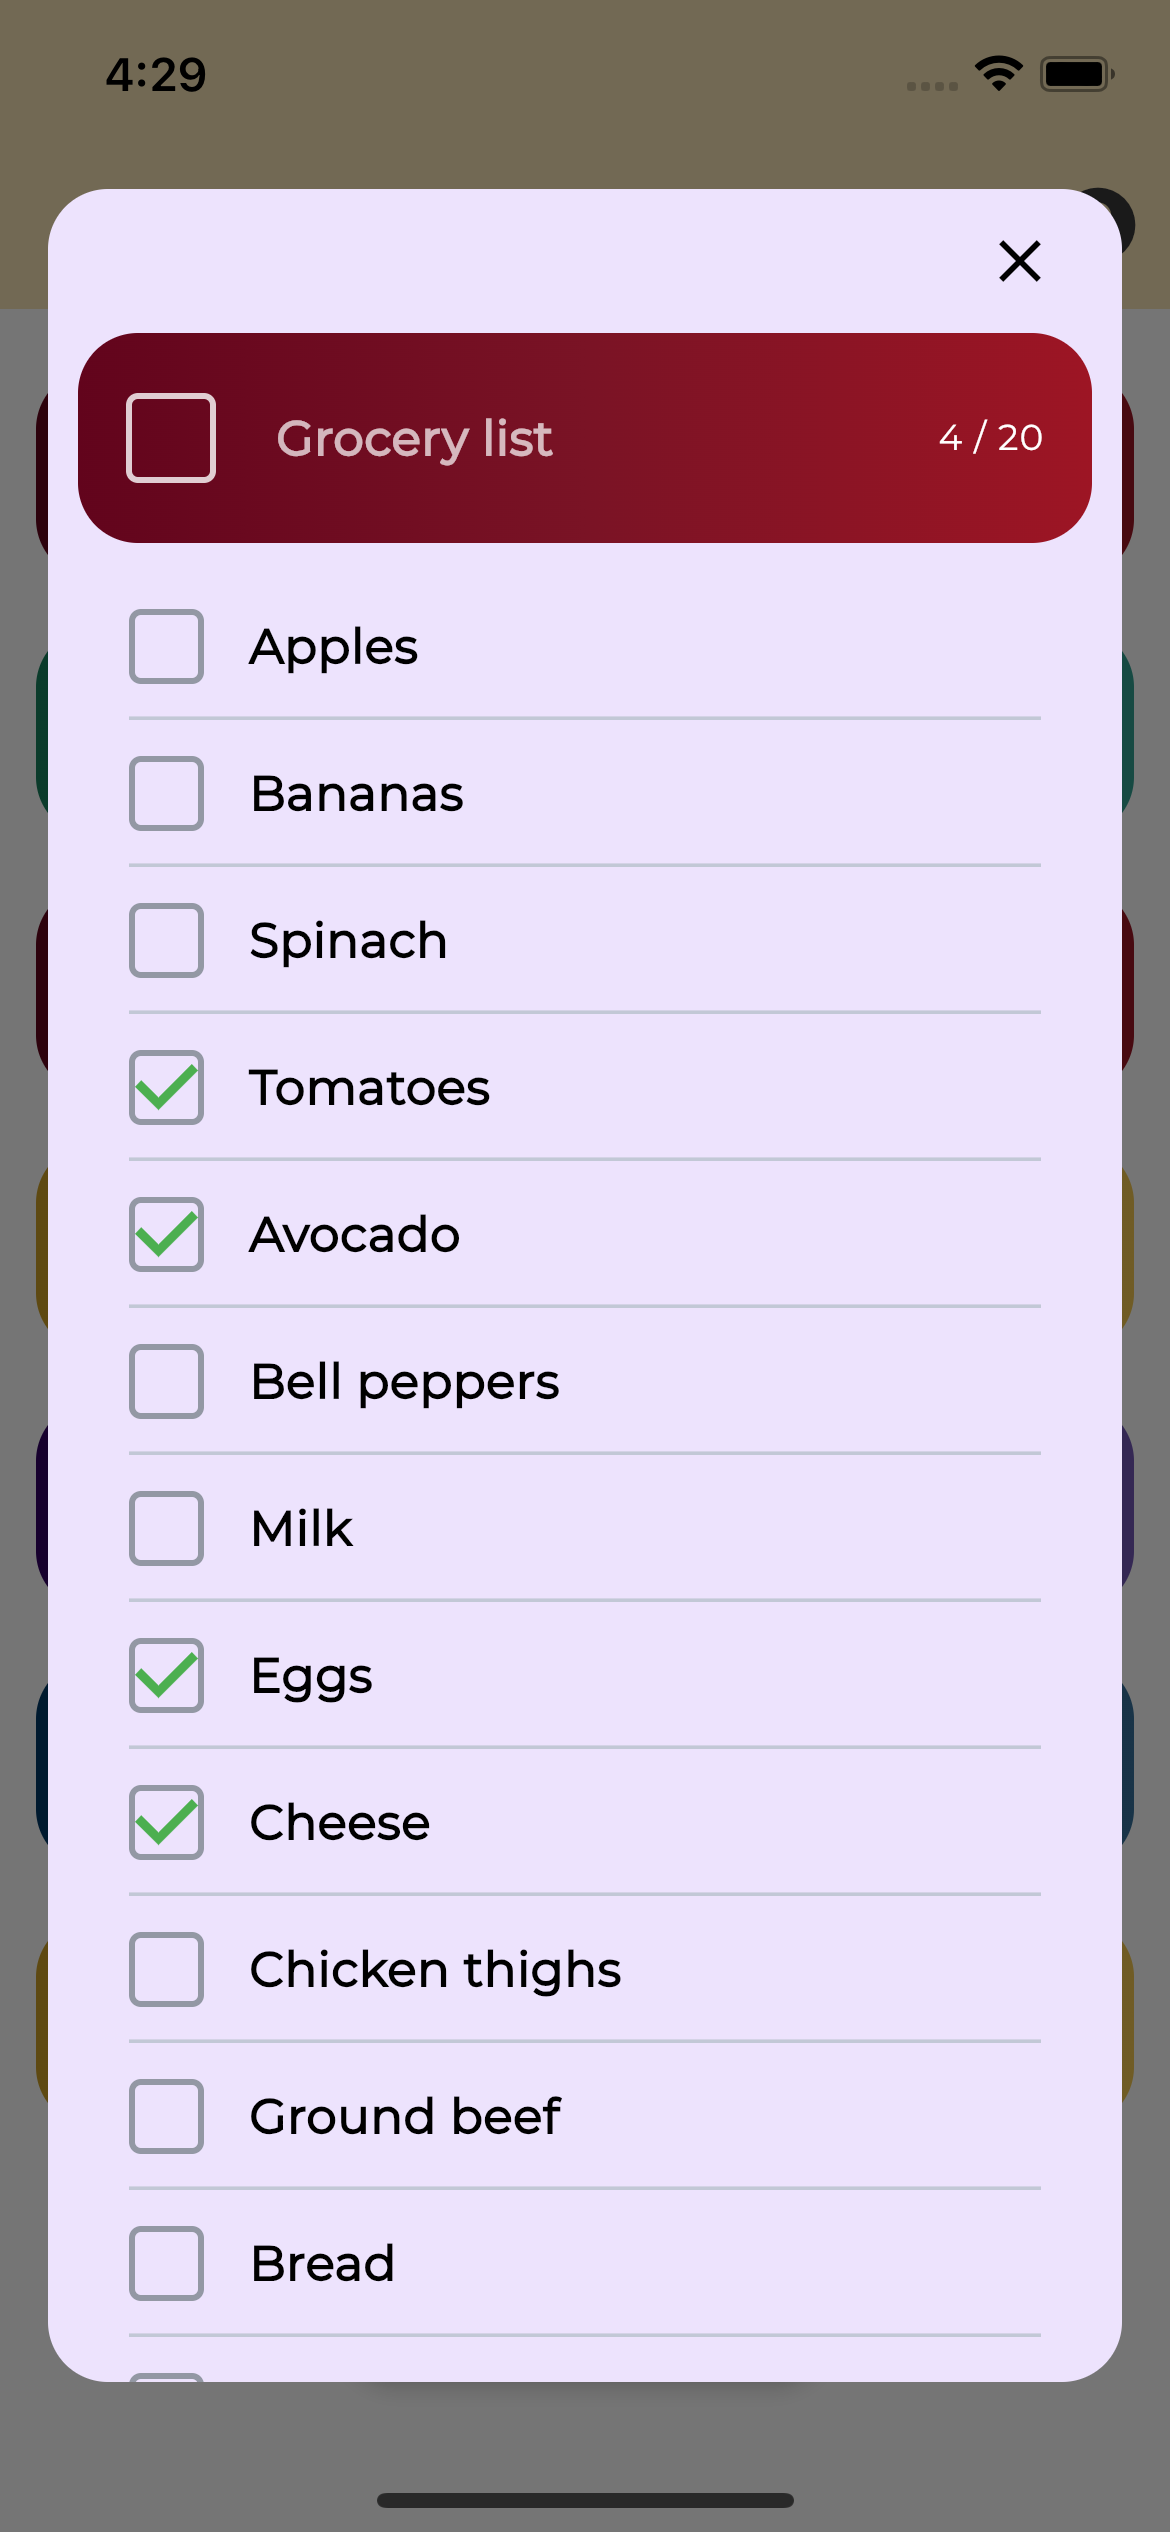 4:29
Grocery list
4 / 20
Apples
Bananas
Spinach
Tomatoes
Avocado
Bell peppers
Milk
Eggs
Cheese
Chicken thighs
Ground beef
Bread